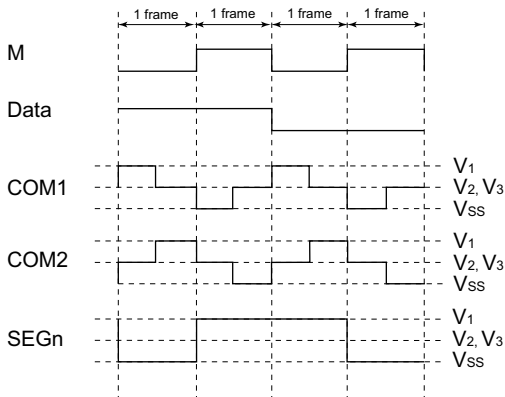 1 frame 1 frame 1 frame 1 frame
M
Data
V1
COM1 V2, V3
VSS
V1
COM2 V2, V3
VSS
V1
SEGn V2, V3
VSS